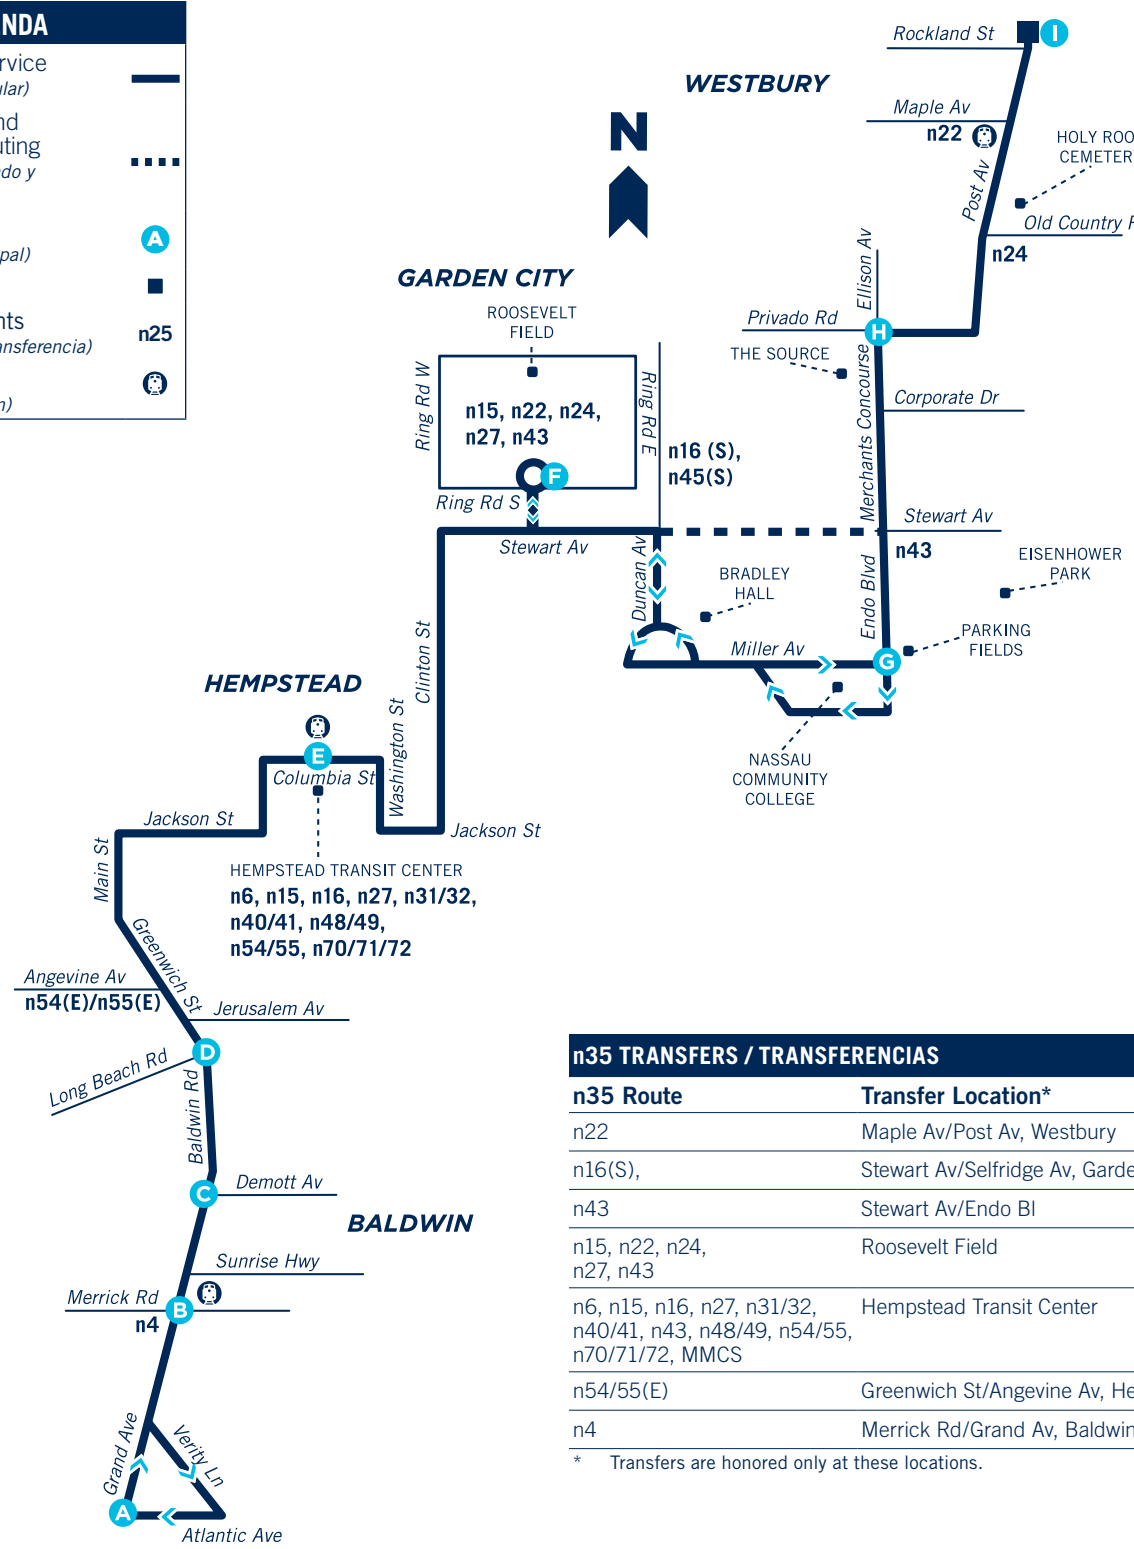 NDA
rvice
ular)
nd
uting
ado y
A
ipal)
nts
n25
ansferencia)
n)
Rockland St
I
WESTBURY
Maple Av
n22
N
HOLY ROO
CEMETER
Post Av
Old Country
n24
Ellison Av
GARDEN CITY
ROOSEVELT
FIELD
Privado Rd
H
THE SOURCE
Merchants Concourse
Corporate Dr
Ring Rd W
Ring Rd E
n15, n22, n24,
n27, n43
n16 (S),
n45(S)
F
Ring Rd S
Stewart Av
Stewart Av
n43
EISENHOWER
PARK
Duncan Av
BRADLEY
HALL
Endo Blvd
PARKING
FIELDS
Miller Av
G
Clinton St
HEMPSTEAD
Washington St
E
Columbia St
NASSAU
COMMUNITY
COLLEGE
Jackson St
Jackson St
Main St
HEMPSTEAD TRANSIT CENTER
n6, n15, n16, n27, n31/32,
n40/41, n48/49,
n54/55, n70/71/72
Greenwich St
Angevine Av
n54(E)/n55(E)
Jerusalem Av
D
Long Beach Rd
Baldwin Rd
C
Demott Av
BALDWIN
Sunrise Hwy
Merrick Rd
B
n4
Grand Ave
Verity Ln
A
Atlantic Ave
n35 TRANSFERS / TRANSFERENCIAS
n35 Route Transfer Location*
n22 Maple Av/Post Av, Westbury
n16(S), Stewart Av/Selfridge Av, Garde
n43 Stewart Av/Endo Bl
n15, n22, n24, Roosevelt Field
n27, n43
n6, n15, n16, n27, n31/32, Hempstead Transit Center
n40/41, n43, n48/49, n54/55,
n70/71/72, MMCS
n54/55(E) Greenwich St/Angevine Av, He
n4 Merrick Rd/Grand Av, Baldwin
* Transfers are honored only at these locations.